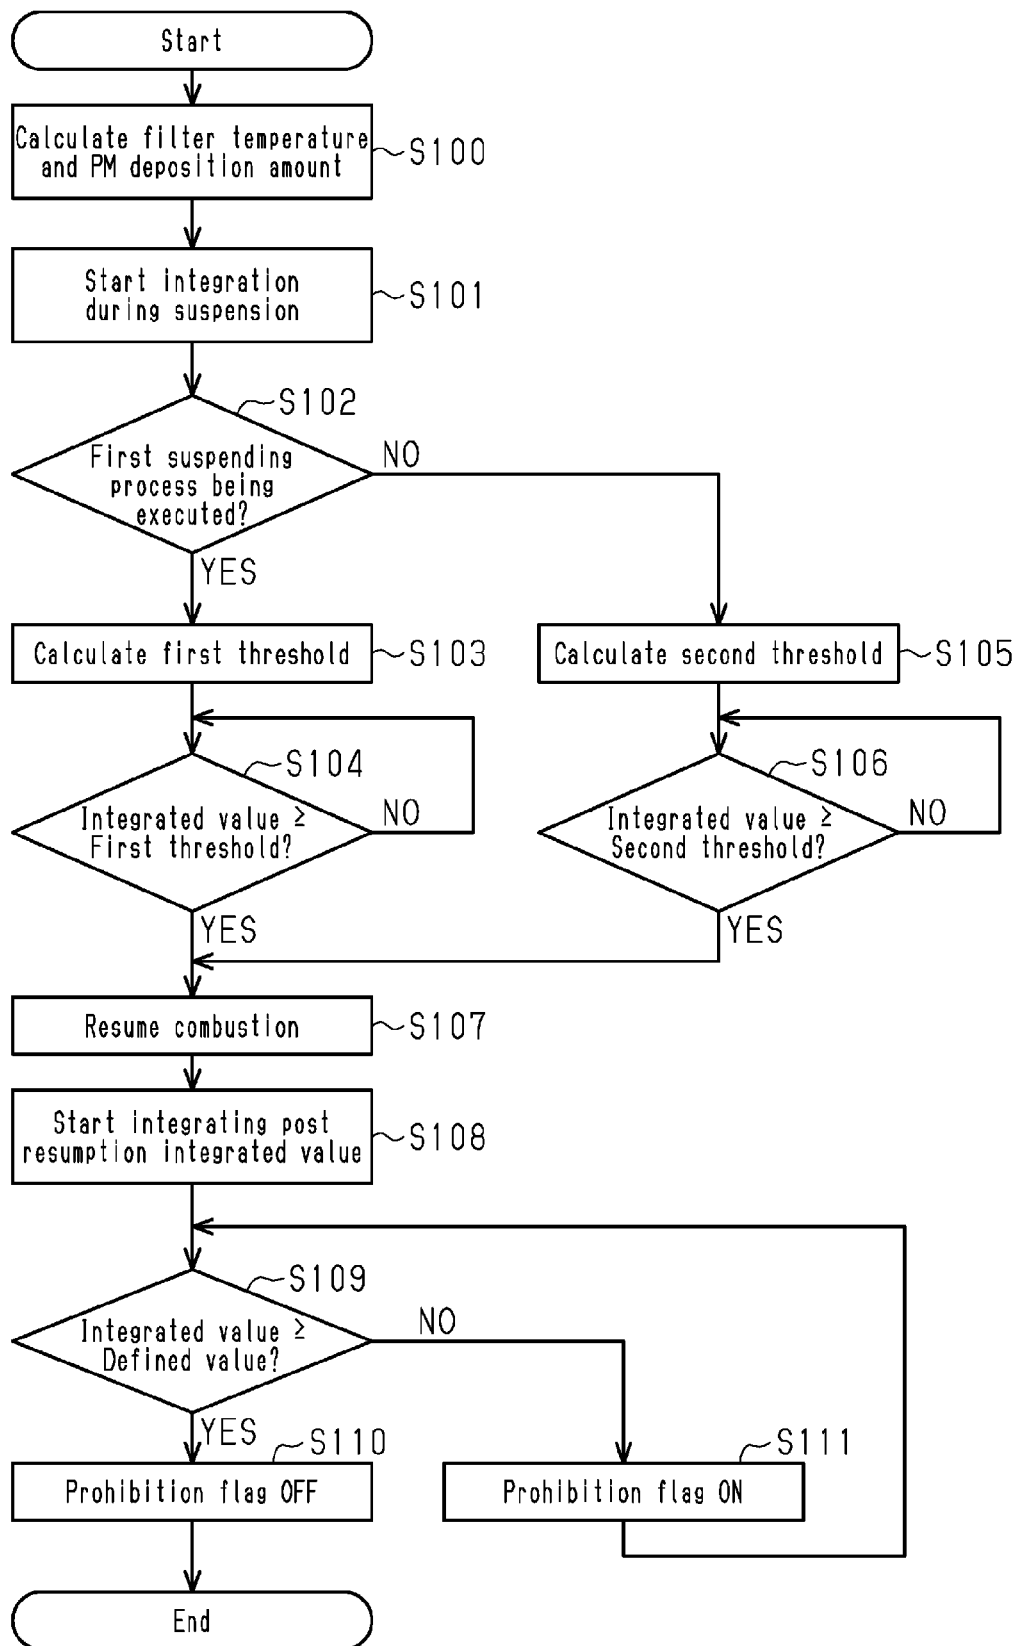 Start
Calculate filter temperature
and PM deposition amount
S100
Start integration
during suspension
S101
S102
First suspending
process being
executed?
NO
YES
Calculate first threshold
S103
Calculate second threshold
S105
S104
Integrated value ≥
First threshold?
NO
YES
S106
Integrated value ≥
Second threshold?
NO
YES
Resume combustion
S107
Start integrating post
resumption integrated value
S108
S109
Integrated value ≥
Defined value?
NO
YES
S110
Prohibition flag OFF
S111
Prohibition flag ON
End